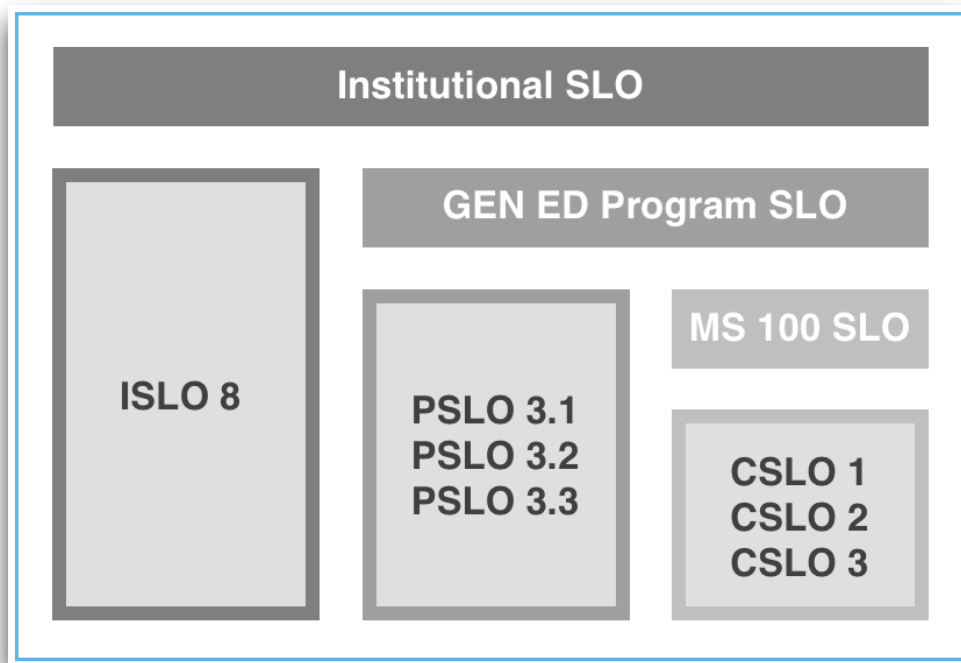 Institutional SLO
GEN ED Program SLO
MS 100 SLO
ISLO 8
PSLO 3.1
PSLO 3.2
PSLO 3.3
CSLO 1
CSLO 2
CSLO 3